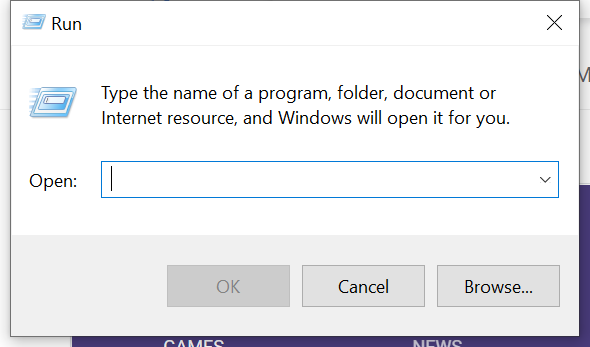 Run
M
Type the name of a program, folder, document or
Internet resource, and Windows will open it for you.
Open:
OK Cancel Browse...
GAMES NEWS